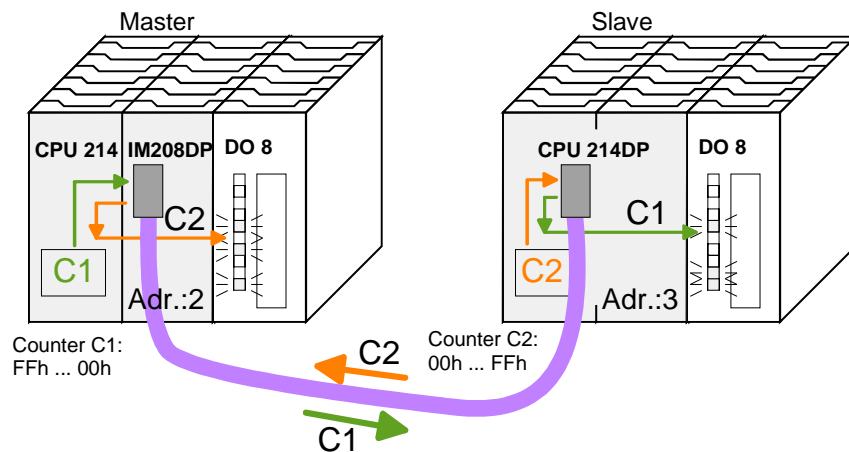 Master
Slave
CPU 214 IM208DP DO 8
CPU 214DP DO 8
C2
C1
C1
C2
Adr.:2
Adr.:3
Counter C1:
FFh ... 00h
Counter C2:
00h ... FFh
C2
C1